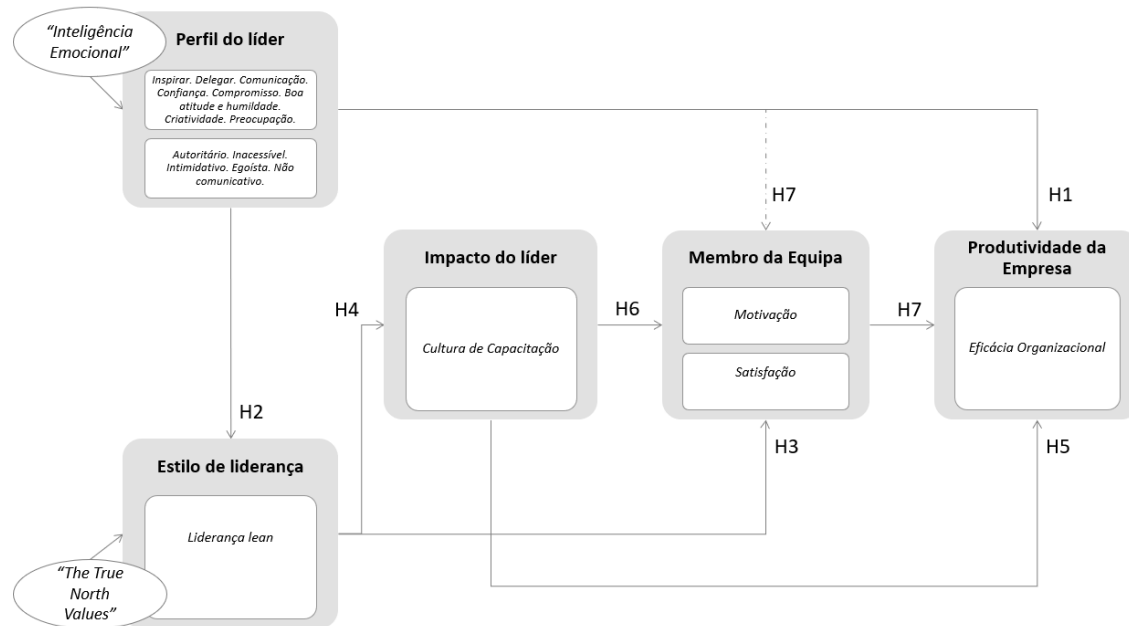 “Inteligência
Emocional”
Perfil do líder
Inspirar. Delegar. Comunicação.
Confiança. Compromisso. Boa
atitude e humildade.
Criatividade. Preocupação.
Autoritário. Inacessível.
Intimidativo. Egoísta. Não
comunicativo.
H7
H1
Impacto do líder
Cultura de Capacitação
Membro da Equipa
Motivação
Satisfação
Produtividade da
Empresa
Eficácia Organizacional
H4
H6
H7
H2
H3
H5
Estilo de liderança
Liderança lean
“The True
North
Values”